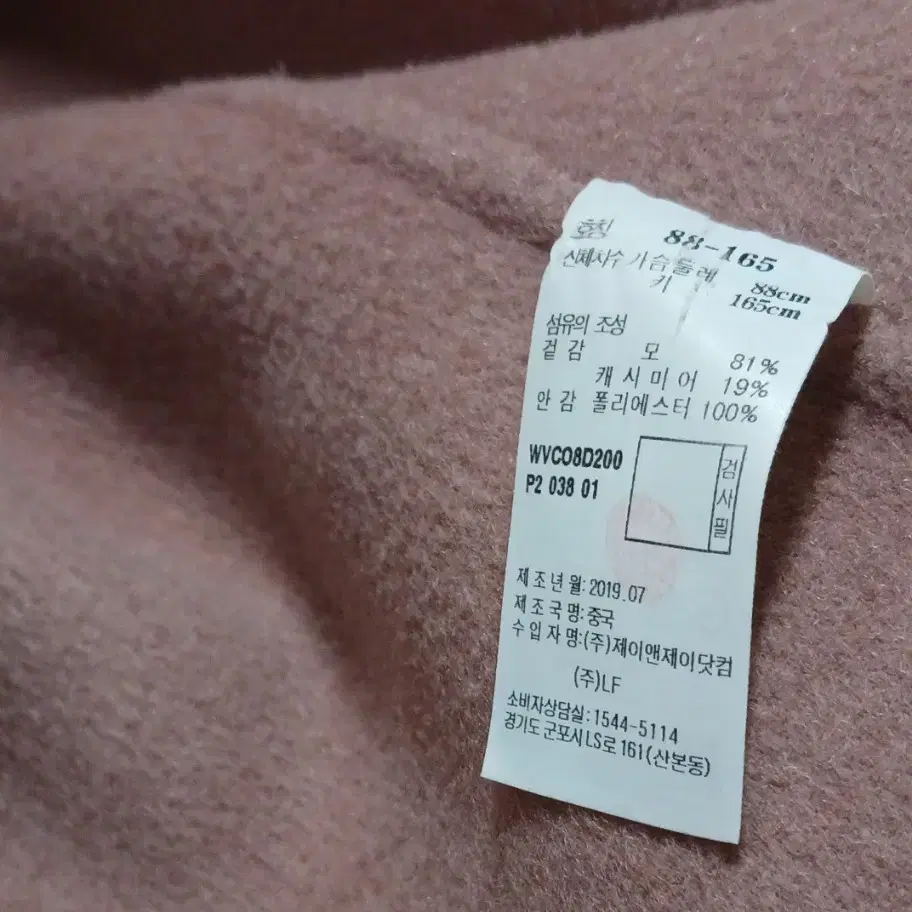 호칭 88-165
신체치수 가슴둘레 88cm
키 165cm
섬유의 조성
겉감 모 81%
캐시미어 19%
안감 폴리에스터 100%
WVCO8D200
P2 038 01
검사필
제조년월:2019.07
제조국명:중국
수입자명:(주)제이앤제이닷컴
(주)LF
소비자상담실:1544-5114
경기도 군포시LS로161(산본동)